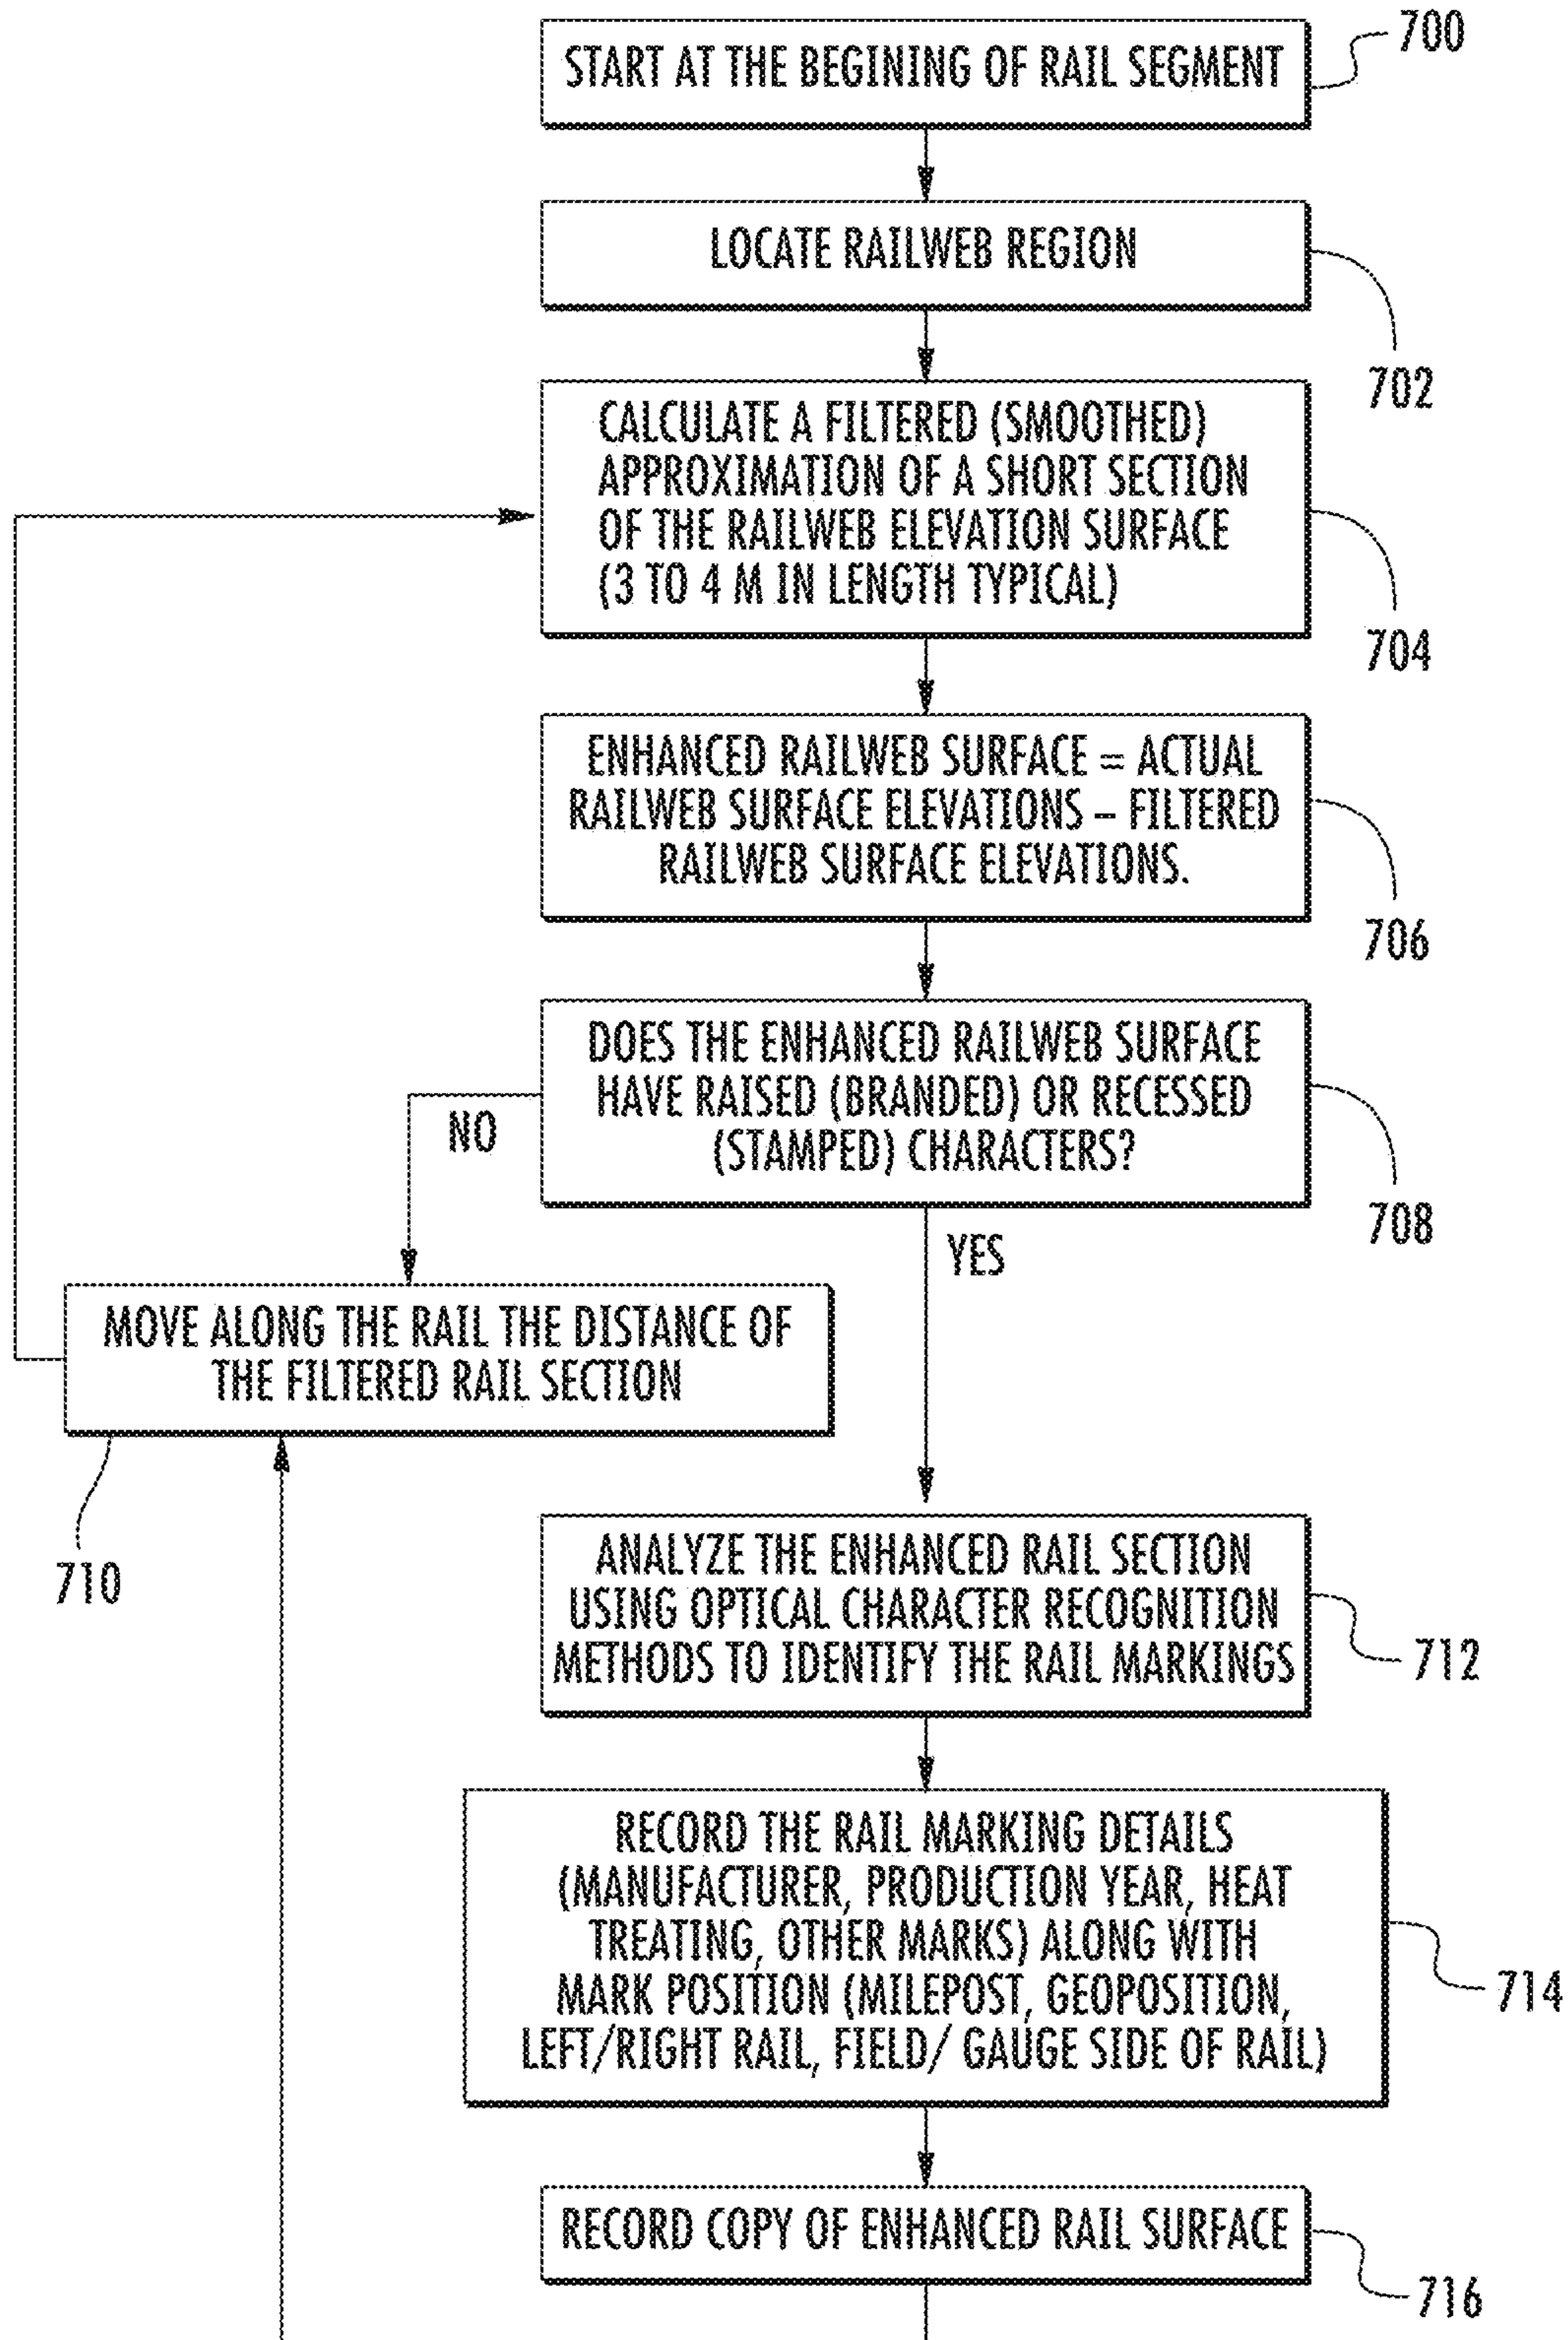 START AT THE BEGINING OF RAIL SEGMENT
700
LOCATE RAILWEB REGION
702
CALCULATE A FILTERED (SMOOTHED)
APPROXIMATION OF A SHORT SECTION
OF THE RAILWEB ELEVATION SURFACE
(3 TO 4 M IN LENGTH TYPICAL)
704
ENHANCED RAILWEB SURFACE = ACTUAL
RAILWEB SURFACE ELEVATIONS – FILTERED
RAILWEB SURFACE ELEVATIONS.
706
DOES THE ENHANCED RAILWEB SURFACE
HAVE RAISED (BRANDED) OR RECESSED
(STAMPED) CHARACTERS?
708
NO
YES
MOVE ALONG THE RAIL THE DISTANCE OF
THE FILTERED RAIL SECTION
710
ANALYZE THE ENHANCED RAIL SECTION
USING OPTICAL CHARACTER RECOGNITION
METHODS TO IDENTIFY THE RAIL MARKINGS
712
RECORD THE RAIL MARKING DETAILS
(MANUFACTURER, PRODUCTION YEAR, HEAT
TREATING, OTHER MARKS) ALONG WITH
MARK POSITION (MILEPOST, GEOPOSITION,
LEFT/RIGHT RAIL, FIELD/ GAUGE SIDE OF RAIL)
714
RECORD COPY OF ENHANCED RAIL SURFACE
716